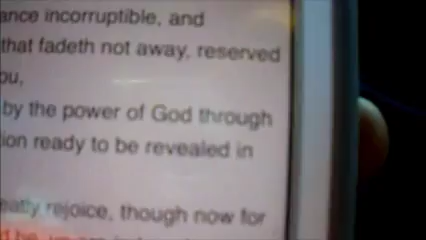 ance incorruptible, and
that fadeth not away, reserved
ou,
by the power of God through
ion ready to be revealed in
eatly rejoice, though now for